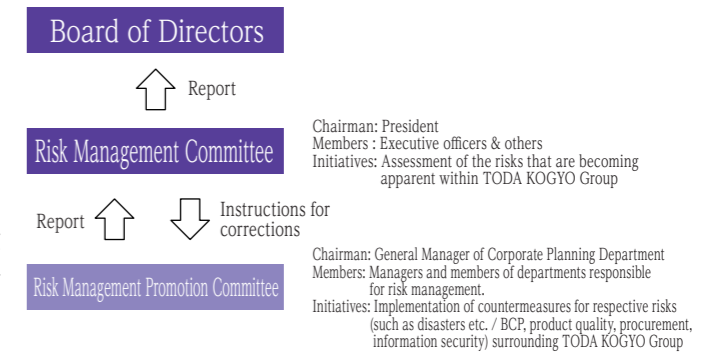 Board of Directors
Report
Risk Management Committee
Chairman: President
Members : Executive officers & others
Initiatives: Assessment of the risks that are becoming
apparent within TODA KOGYO Group
Report
Instructions for
corrections
Risk Management Promotion Committee
Chairman: General Manager of Corporate Planning Department
Members: Managers and members of departments responsible
for risk management.
Initiatives: Implementation of countermeasures for respective risks
(such as disasters etc. / BCP, product quality, procurement,
information security) surrounding TODA KOGYO Group